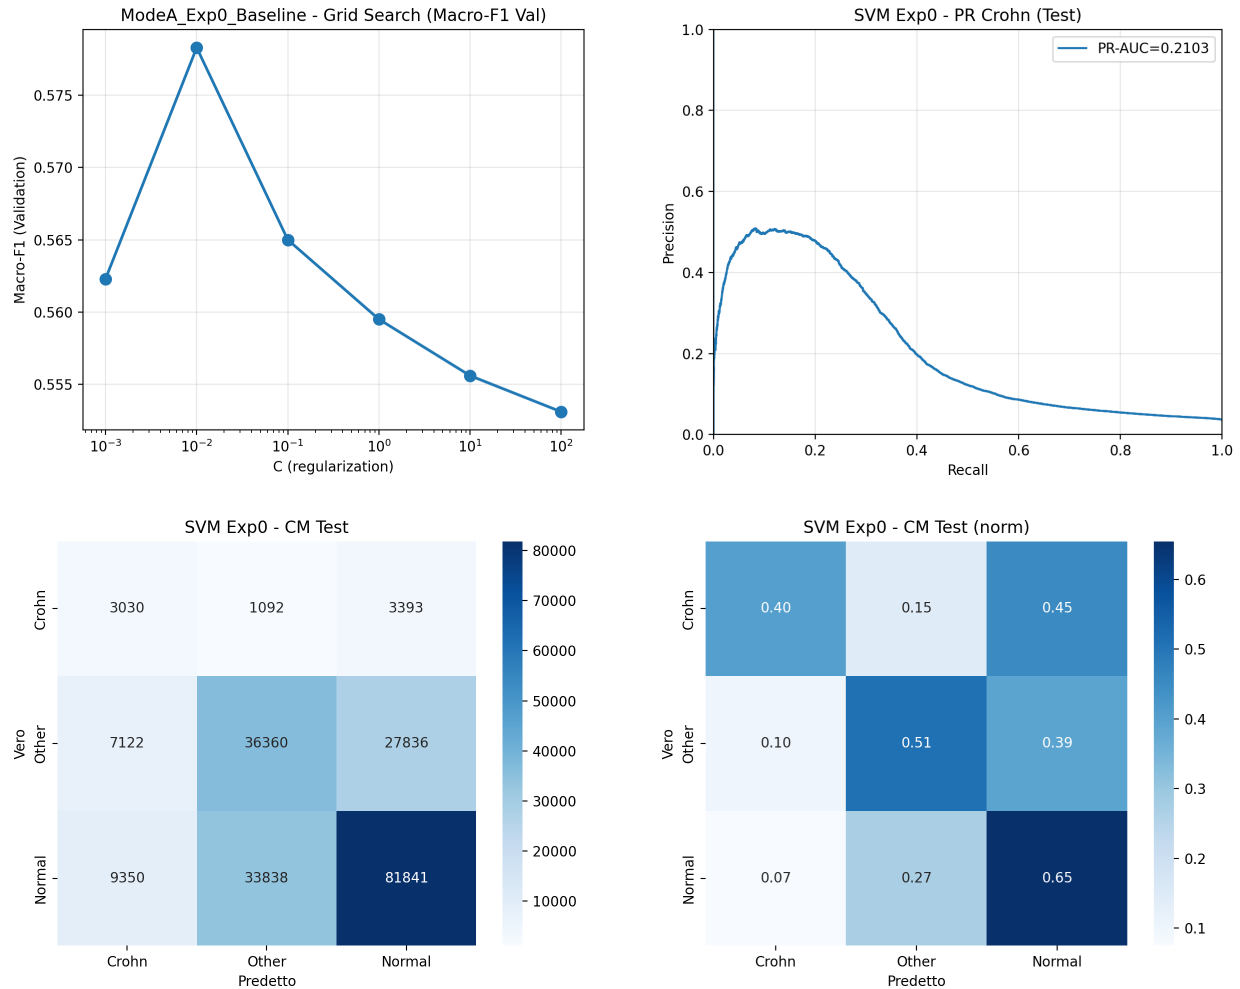 ModeA_Exp0_Baseline - Grid Search (Macro-F1 Val)
Macro-F1 (Validation)
0.575
0.570
0.565
0.560
0.555
10⁻³ 10⁻² 10⁻¹ 10⁰ 10¹ 10²
C (regularization)
SVM Exp0 - PR Crohn (Test)
PR-AUC=0.2103
Precision
1.0
0.8
0.6
0.4
0.2
0.0
0.0 0.2 0.4 0.6 0.8 1.0
Recall
SVM Exp0 - CM Test
Vero
Crohn 3030 1092 3393
Other 7122 36360 27836
Normal 9350 33838 81841
Crohn Other Normal
Predetto
80000
70000
60000
50000
40000
30000
20000
10000
SVM Exp0 - CM Test (norm)
Vero
Crohn 0.40 0.15 0.45
Other 0.10 0.51 0.39
Normal 0.07 0.27 0.65
Crohn Other Normal
Predetto
0.6
0.5
0.4
0.3
0.2
0.1